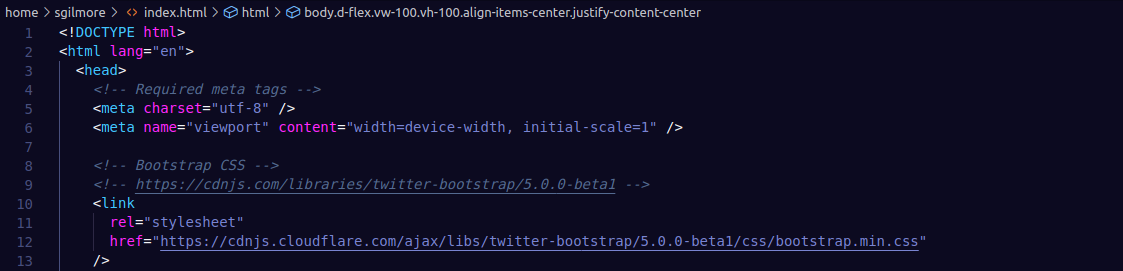 home > sgilmore > <> index.html > html > body.d-flex.vw-100.vh-100.align-items-center.justify-content-center
1 <!DOCTYPE html>
2 <html lang="en">
3 <head>
4 <!-- Required meta tags -->
5 <meta charset="utf-8" />
6 <meta name="viewport" content="width=device-width, initial-scale=1" />
7
8 <!-- Bootstrap CSS -->
9 <!-- https://cdnjs.com/libraries/twitter-bootstrap/5.0.0-beta1 -->
10 <link
11 rel="stylesheet"
12 href="https://cdnjs.cloudflare.com/ajax/libs/twitter-bootstrap/5.0.0-beta1/css/bootstrap.min.css"
13 />